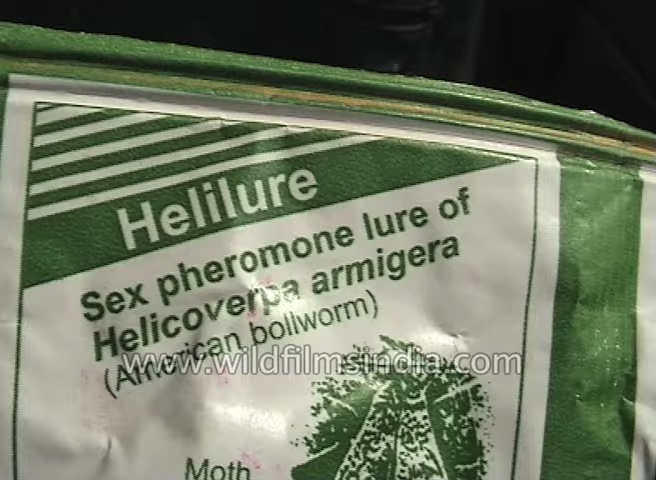 Helilure
Sex pheromone lure of
Helicoverpa armigera
(American bollworm)
www.wildfilmsindia.com
Moth